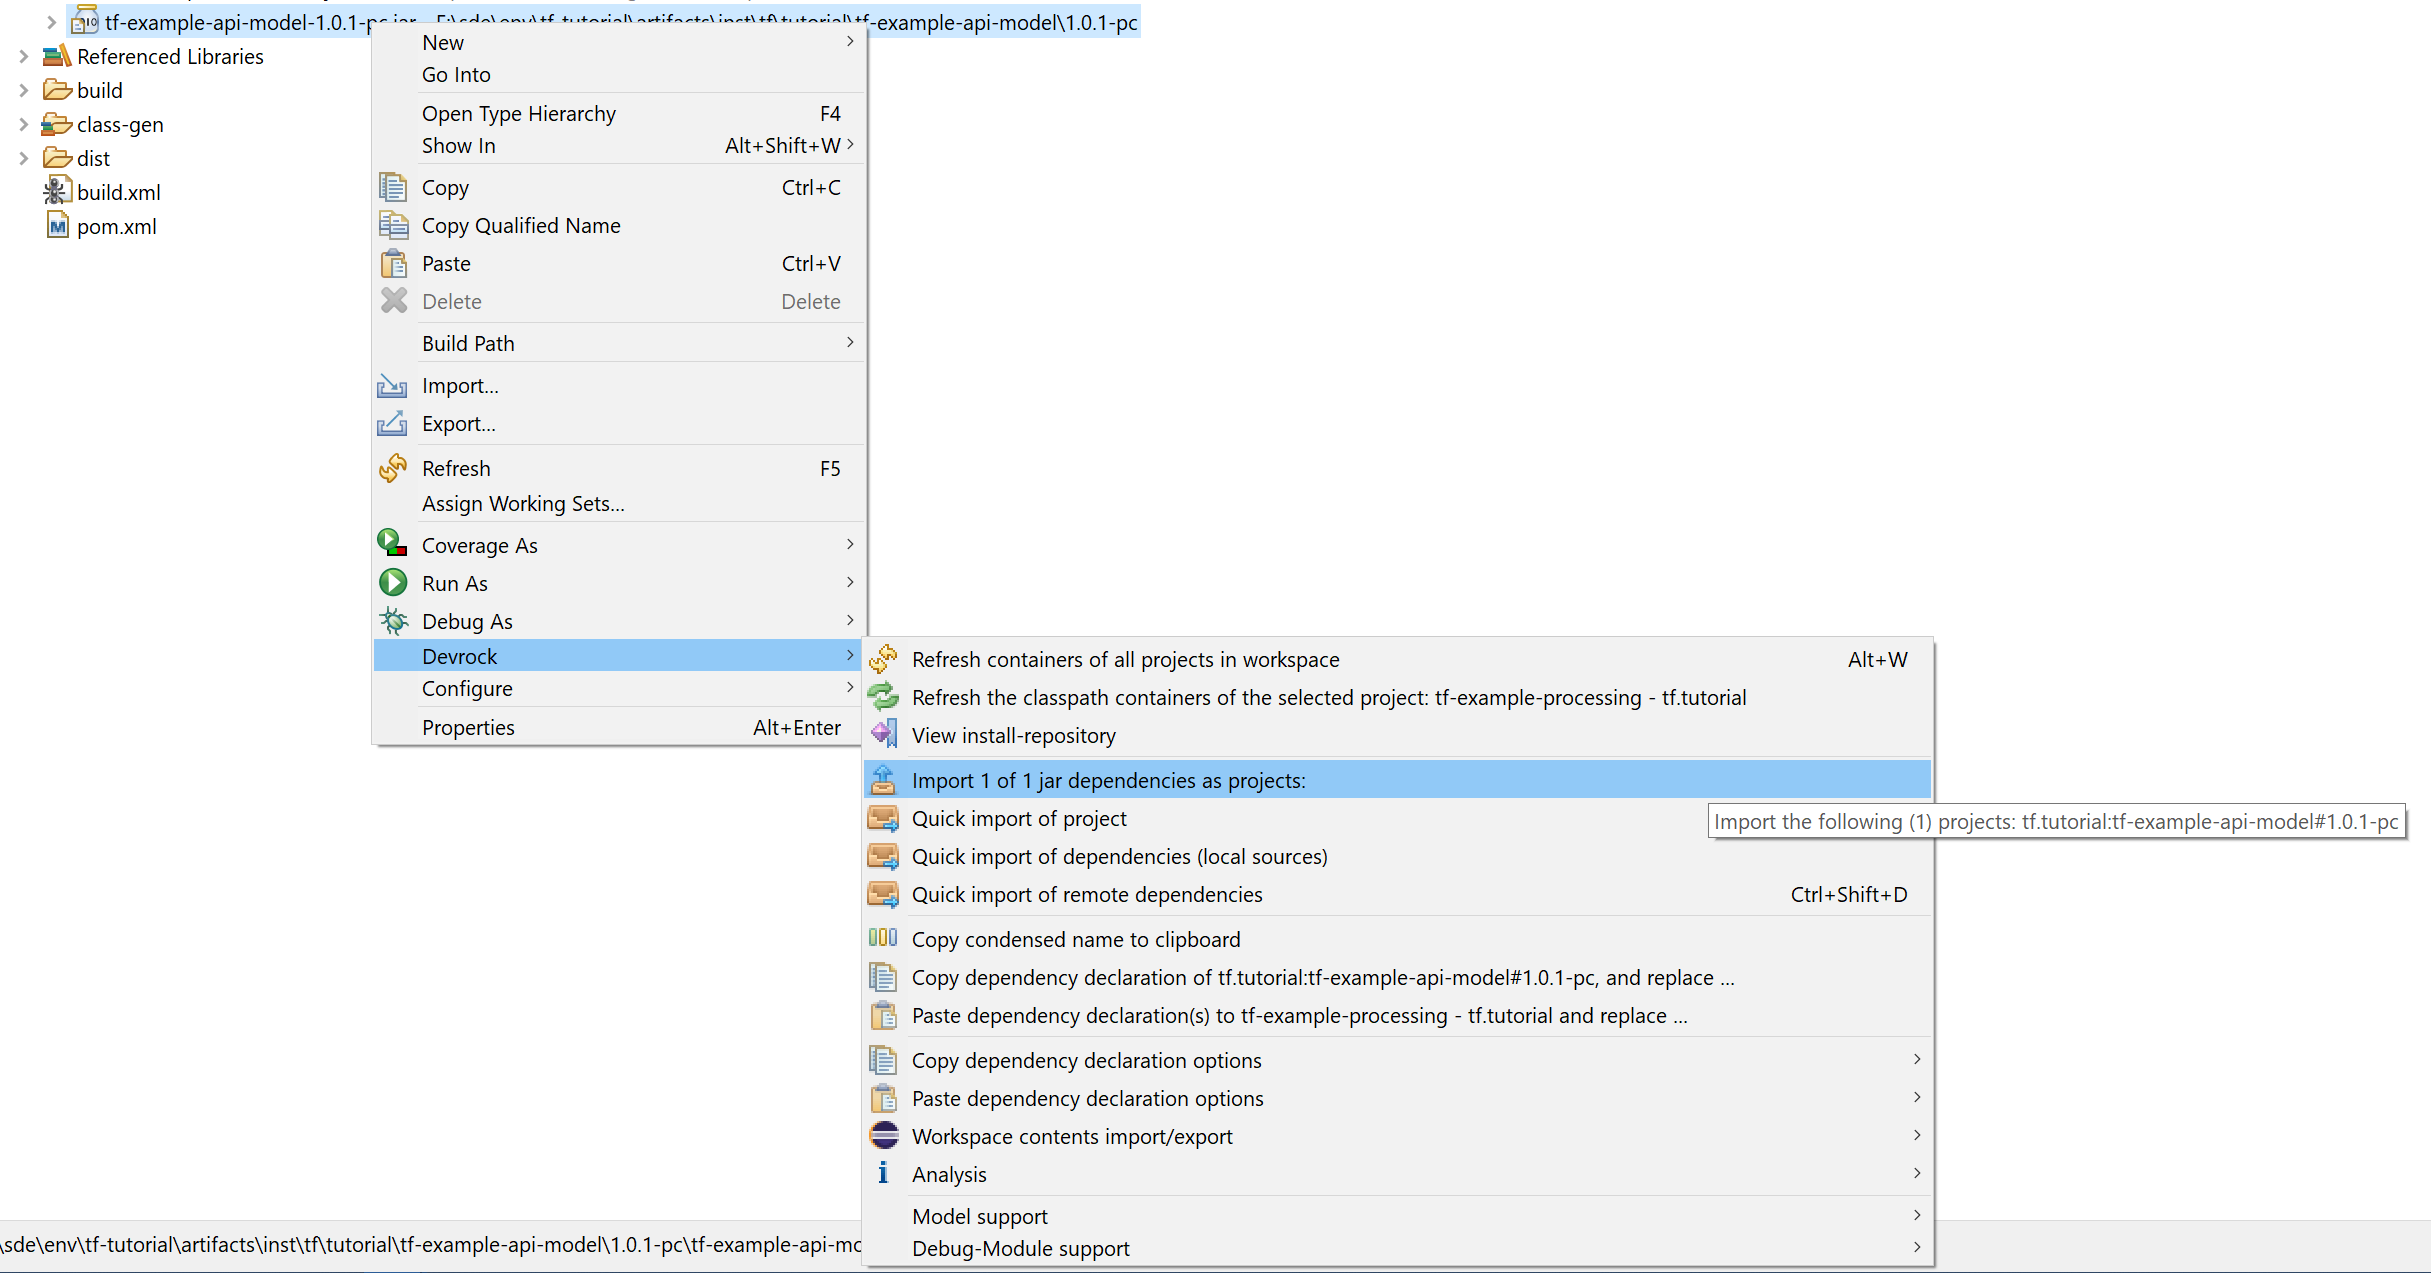 tf-example-api-model-1.0.1-pc.jar - F:\sde\env\tf-tutorial\artifacts\inst\tf\tutorial\tf-example-api-model\1.0.1-pc
Referenced Libraries
build
class-gen
dist
build.xml
pom.xml
New
Go Into
Open Type Hierarchy F4
Show In Alt+Shift+W
Copy Ctrl+C
Copy Qualified Name
Paste Ctrl+V
Delete Delete
Build Path
Import...
Export...
Refresh F5
Assign Working Sets...
Coverage As
Run As
Debug As
Devrock
Configure
Properties Alt+Enter
Refresh containers of all projects in workspace Alt+W
Refresh the classpath containers of the selected project: tf-example-processing - tf.tutorial
View install-repository
Import 1 of 1 jar dependencies as projects:
Quick import of project
Import the following (1) projects: tf.tutorial:tf-example-api-model#1.0.1-pc
Quick import of dependencies (local sources)
Quick import of remote dependencies Ctrl+Shift+D
Copy condensed name to clipboard
Copy dependency declaration of tf.tutorial:tf-example-api-model#1.0.1-pc, and replace ...
Paste dependency declaration(s) to tf-example-processing - tf.tutorial and replace ...
Copy dependency declaration options
Paste dependency declaration options
Workspace contents import/export
Analysis
Model support
Debug-Module support
\sde\env\tf-tutorial\artifacts\inst\tf\tutorial\tf-example-api-model\1.0.1-pc\tf-example-api-mo